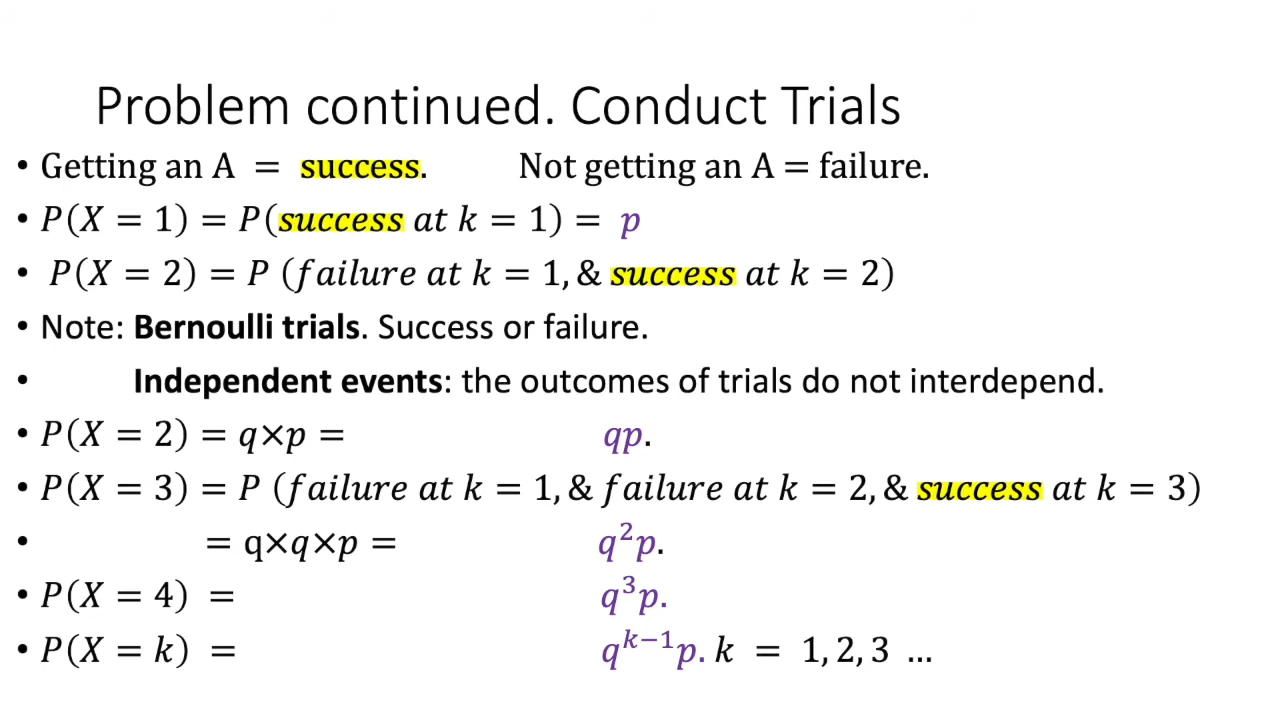 Problem continued. Conduct Trials
• Getting an A = success. Not getting an A = failure.
• P(X = 1) = P(success at k = 1) = p
• P(X = 2) = P (failure at k = 1, & success at k = 2)
• Note: Bernoulli trials. Success or failure.
• Independent events: the outcomes of trials do not interdepend.
• P(X = 2) = q×p = qp.
• P(X = 3) = P (failure at k = 1, & failure at k = 2, & success at k = 3)
• = q×q×p = q²p.
• P(X = 4) = q³p.
• P(X = k) = qᵏ⁻¹p. k = 1, 2, 3 …